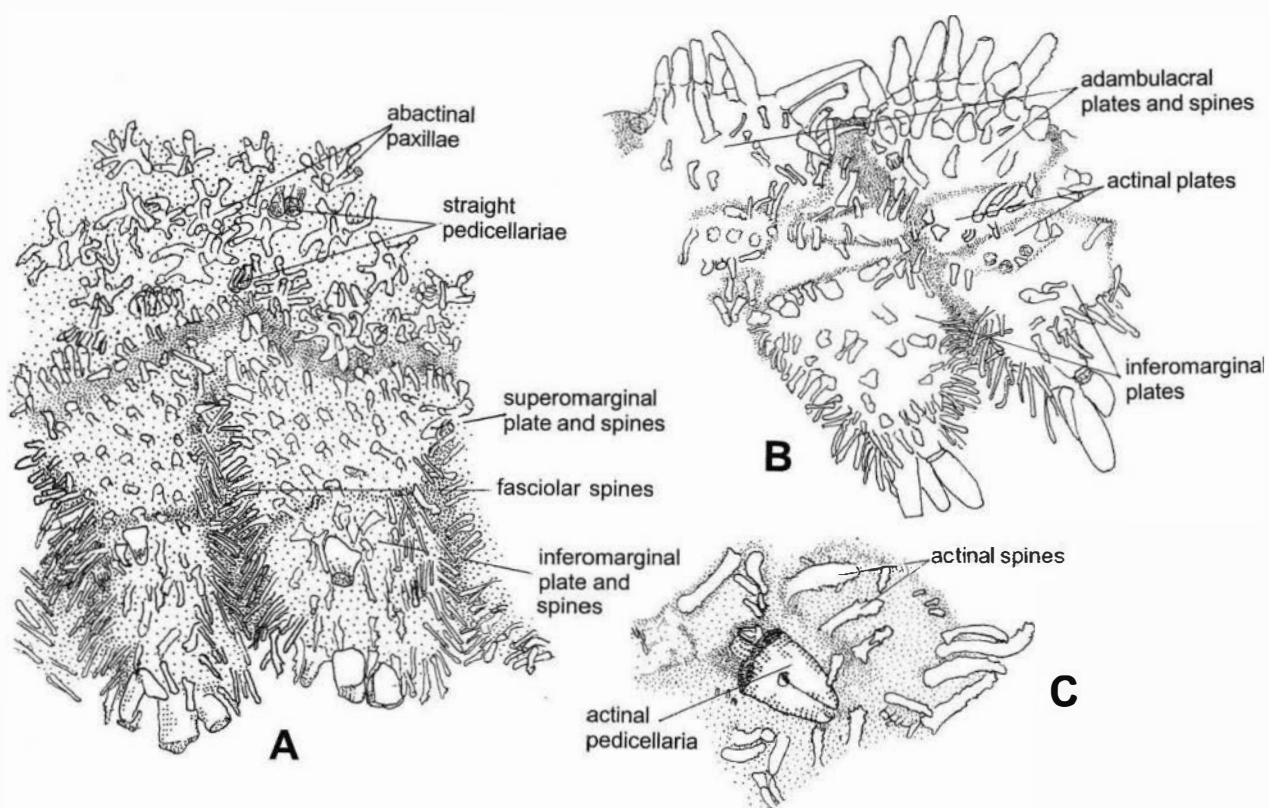 abactinal
paxillae
straight
pedicellariae
superomarginal
plate and spines
fasciolar spines
inferomarginal
plate and
spines
A
adambulacral
plates and spines
actinal plates
inferomarginal
plates
B
actinal spines
actinal
pedicellaria
C